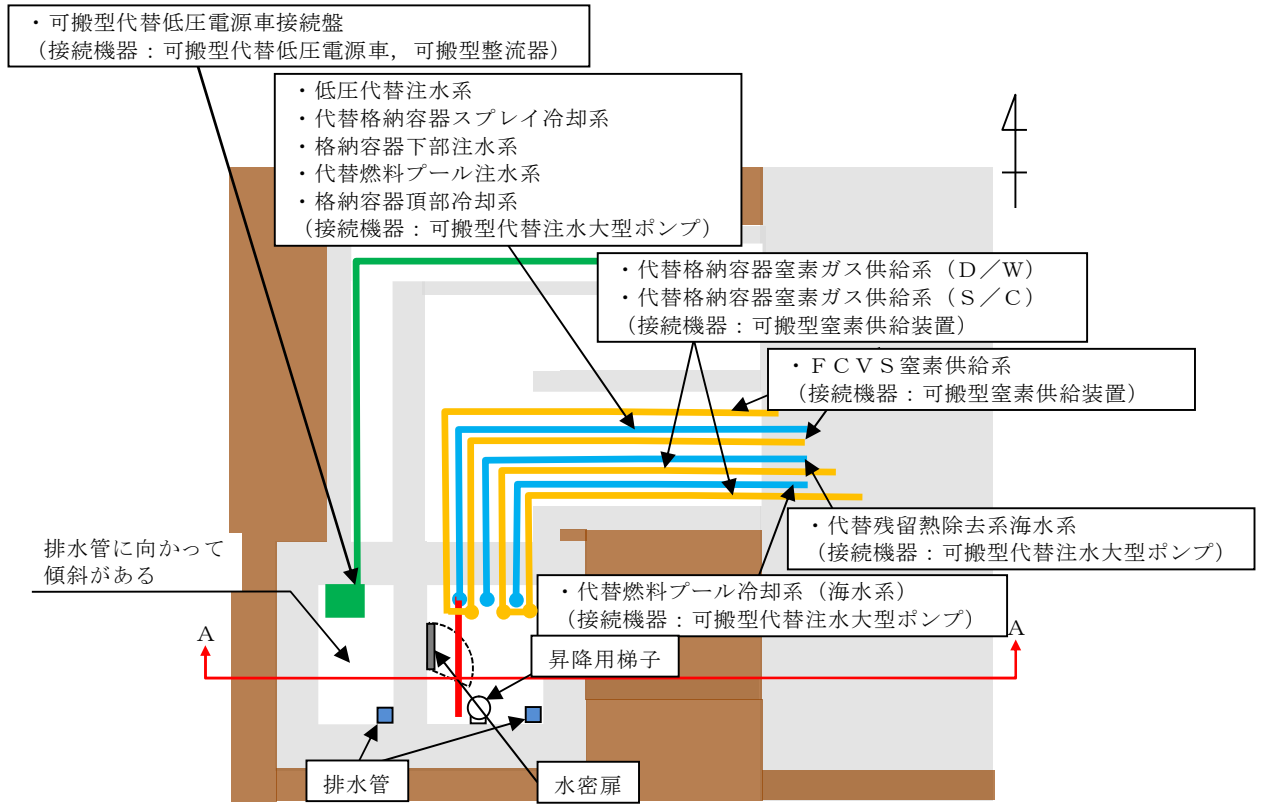 ・可搬型代替低圧電源車接続盤
（接続機器：可搬型代替低圧電源車，可搬型整流器）
・低圧代替注水系
・代替格納容器スプレイ冷却系
・格納容器下部注水系
・代替燃料プール注水系
・格納容器頂部冷却系
（接続機器：可搬型代替注水大型ポンプ）
・代替格納容器窒素ガス供給系（Ｄ／Ｗ）
・代替格納容器窒素ガス供給系（Ｓ／Ｃ）
（接続機器：可搬型窒素供給装置）
・ＦＣＶＳ窒素供給系
（接続機器：可搬型窒素供給装置）
・代替残留熱除去系海水系
（接続機器：可搬型代替注水大型ポンプ）
排水管に向かって
傾斜がある
・代替燃料プール冷却系（海水系）
（接続機器：可搬型代替注水大型ポンプ）
A
A
昇降用梯子
排水管
水密扉